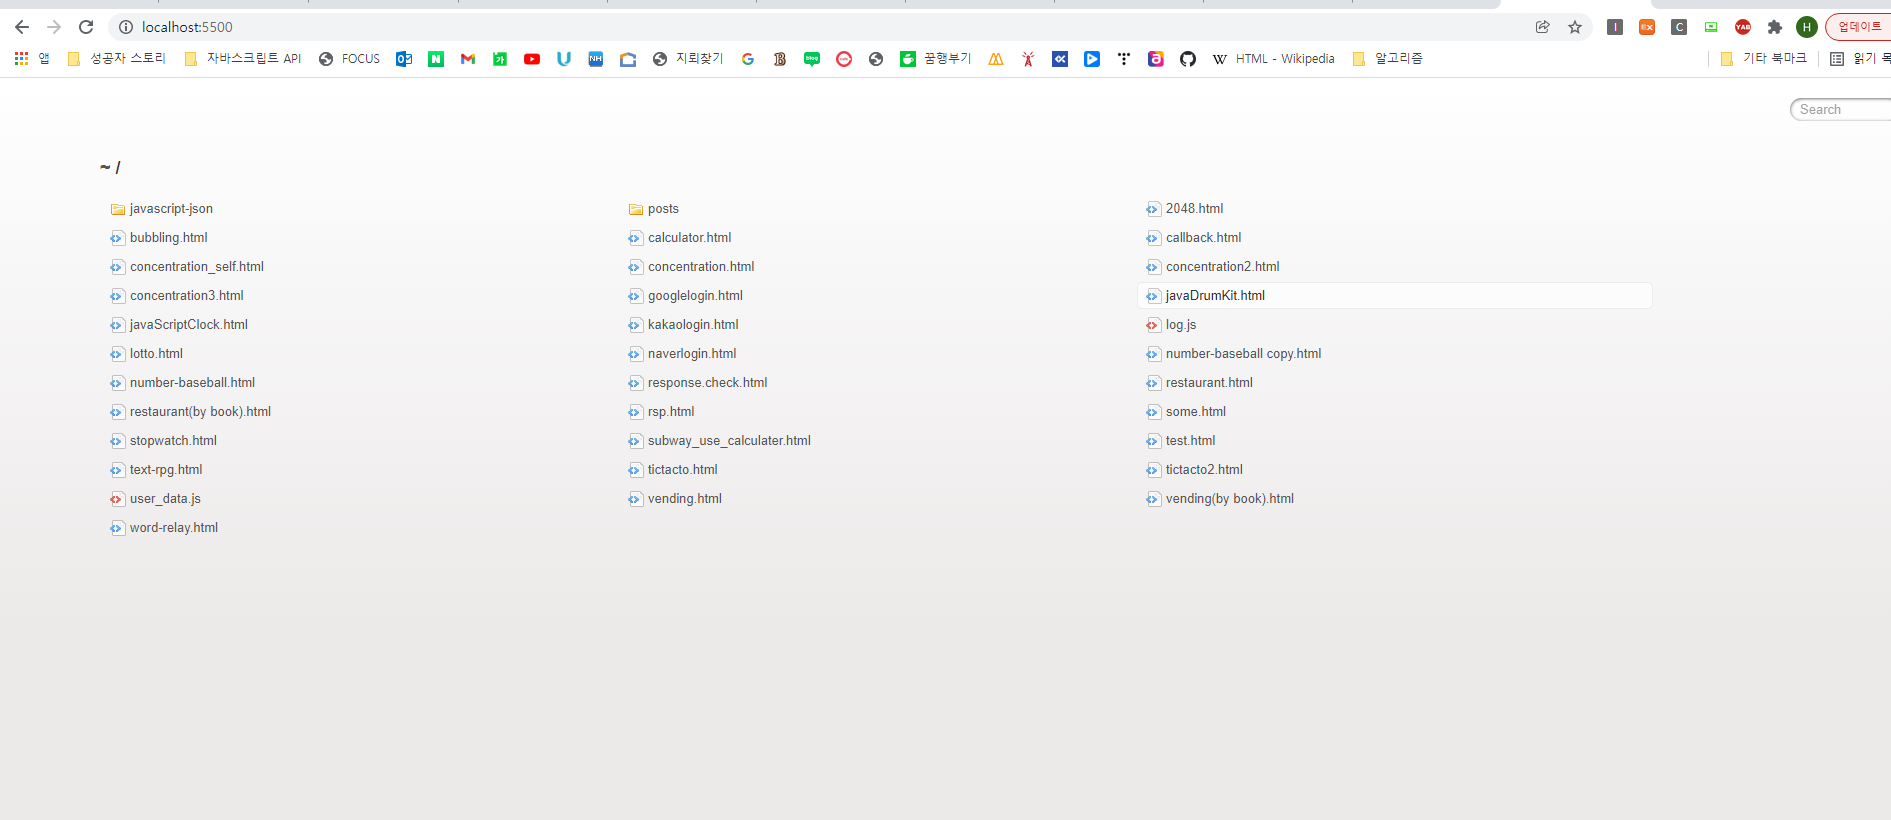 localhost:5500
업데이트
앱 성공자 스토리 자바스크립트 API FOCUS 지뢰찾기 꿈행부기 HTML - Wikipedia 알고리즘 기타 북마크 읽기
Search
~ /
javascript-json posts 2048.html
bubbling.html calculator.html callback.html
concentration_self.html concentration.html concentration2.html
concentration3.html googlelogin.html javaDrumKit.html
javaScriptClock.html kakaologin.html log.js
lotto.html naverlogin.html number-baseball copy.html
number-baseball.html response.check.html restaurant.html
restaurant(by book).html rsp.html some.html
stopwatch.html subway_use_calculater.html test.html
text-rpg.html tictacto.html tictacto2.html
user_data.js vending.html vending(by book).html
word-relay.html